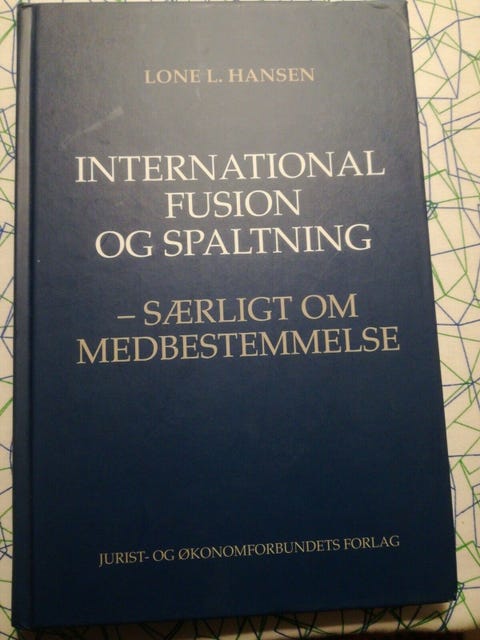 LONE L. HANSEN
INTERNATIONAL
FUSION
OG SPALTNING
– SÆRLIGT OM
MEDBESTEMMELSE
JURIST- OG ØKONOMFORBUNDETS FORLAG